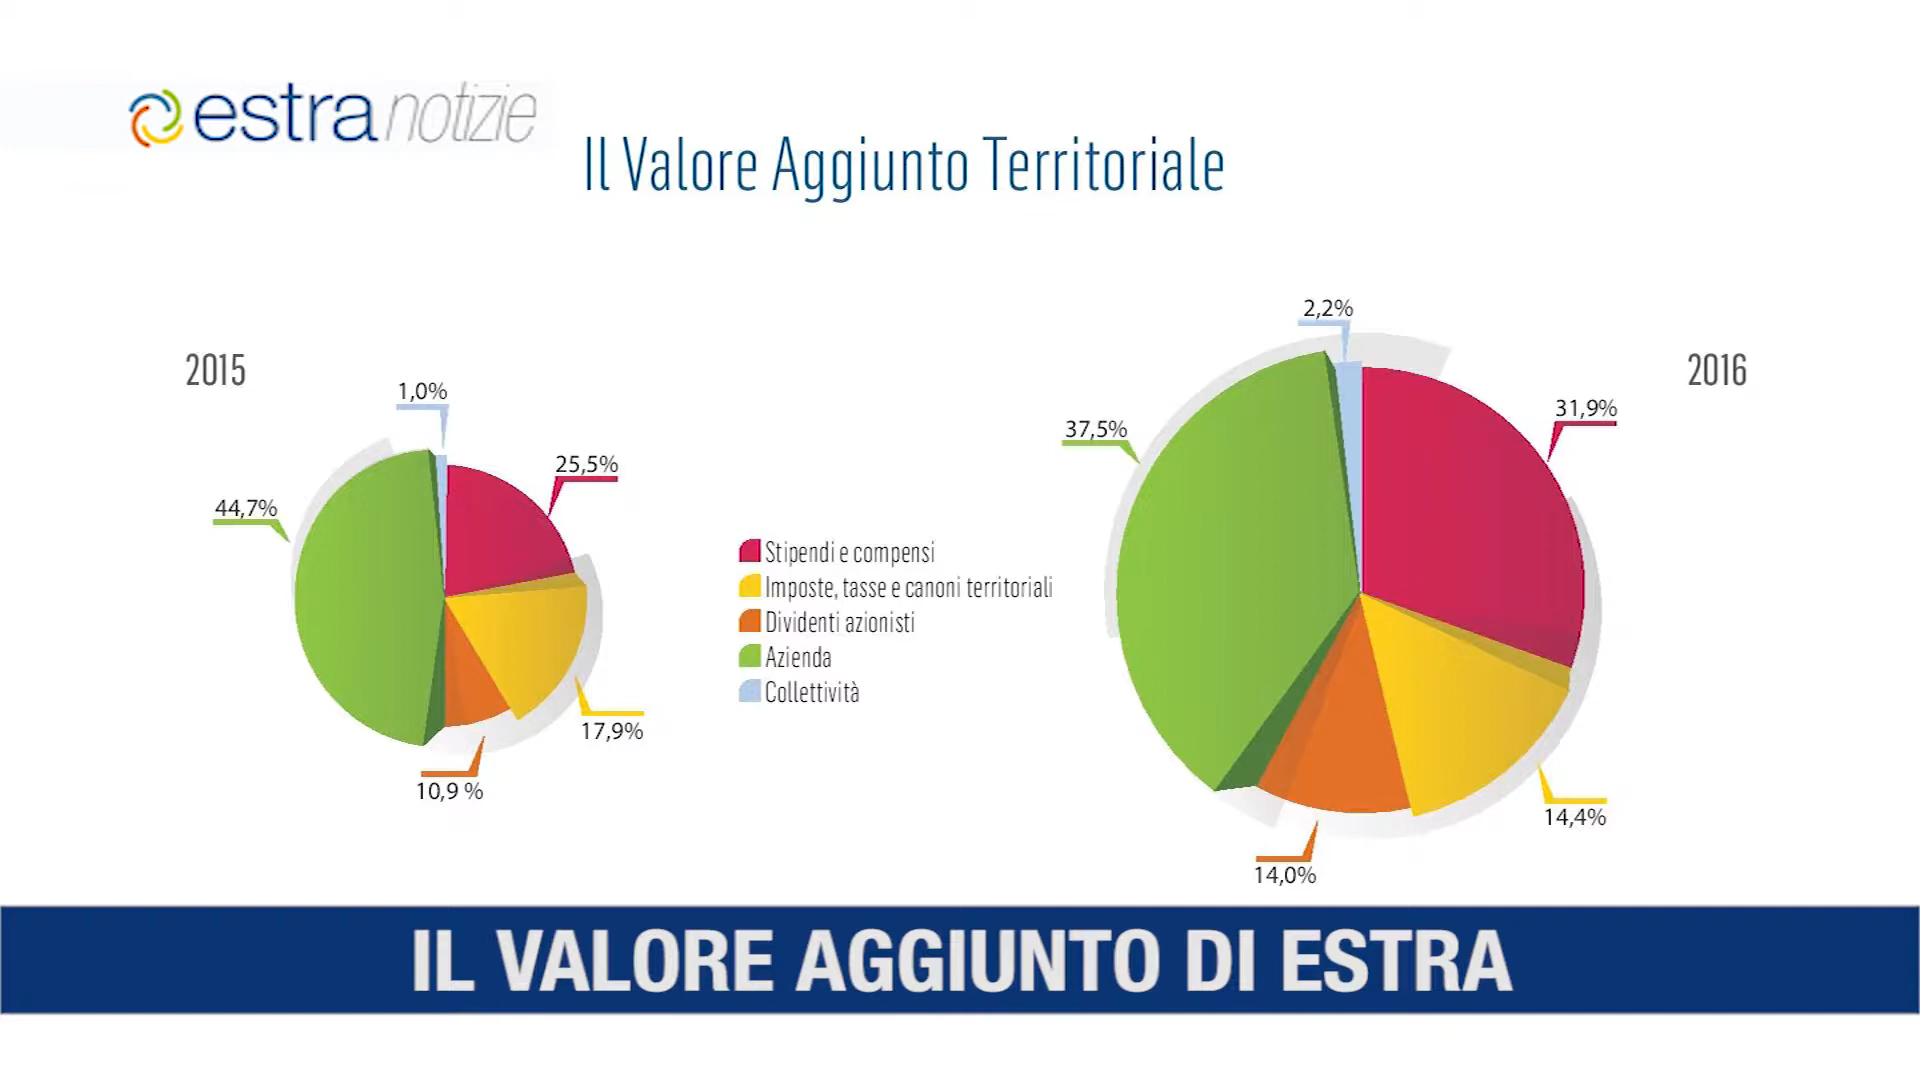 estra notizie
Il Valore Aggiunto Territoriale
2015
1,0%
25,5%
44,7%
17,9%
10,9 %
Stipendi e compensi
Imposte, tasse e canoni territoriali
Dividenti azionisti
Azienda
Collettività
2016
2,2%
31,9%
37,5%
14,4%
14,0%
IL VALORE AGGIUNTO DI ESTRA